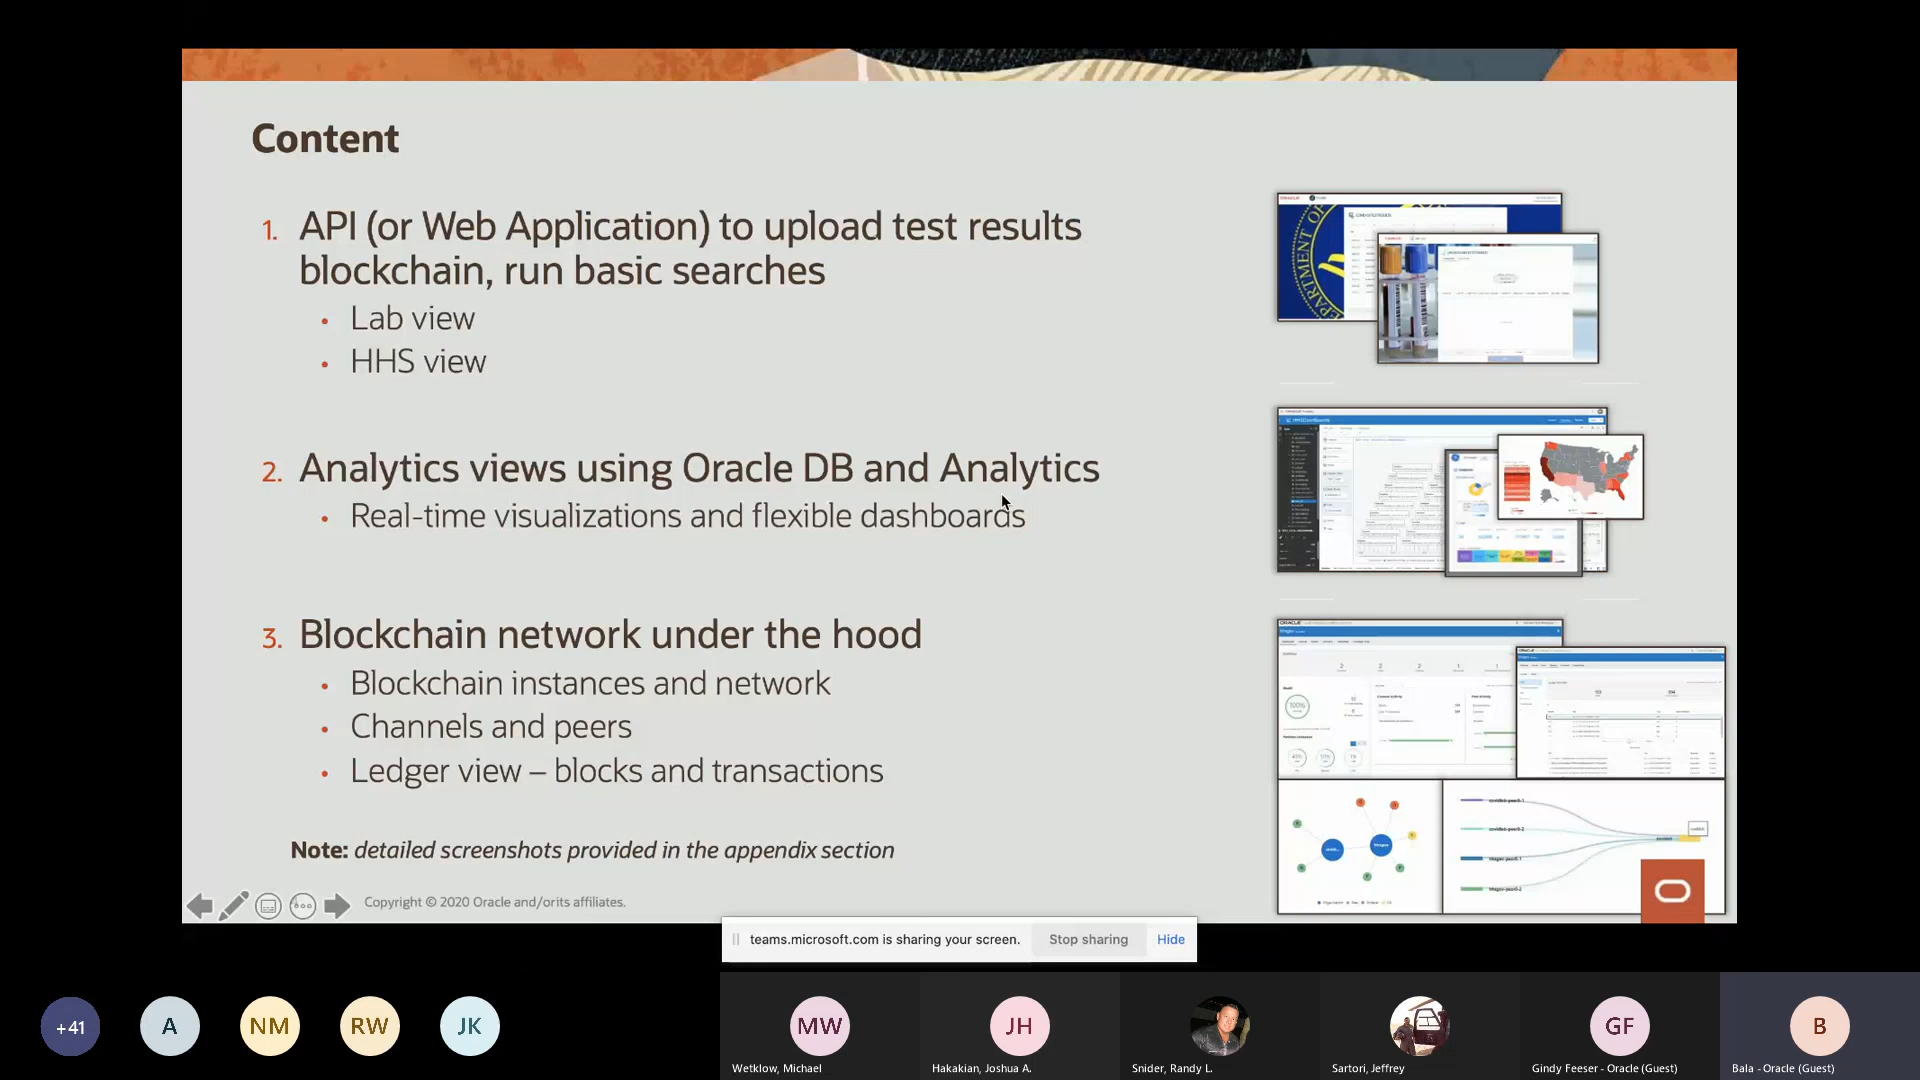 Content
1. API (or Web Application) to upload test results
blockchain, run basic searches
• Lab view
• HHS view
2. Analytics views using Oracle DB and Analytics
• Real-time visualizations and flexible dashboards
3. Blockchain network under the hood
• Blockchain instances and network
• Channels and peers
• Ledger view – blocks and transactions
Note: detailed screenshots provided in the appendix section
Copyright © 2020 Oracle and/orits affiliates.
teams.microsoft.com is sharing your screen. Stop sharing Hide
+41 A NM RW JK MW JH GF B
Wetklow, Michael Hakakian, Joshua A. Snider, Randy L. Sartori, Jeffrey Gindy Feeser - Oracle (Guest) Bala - Oracle (Guest)